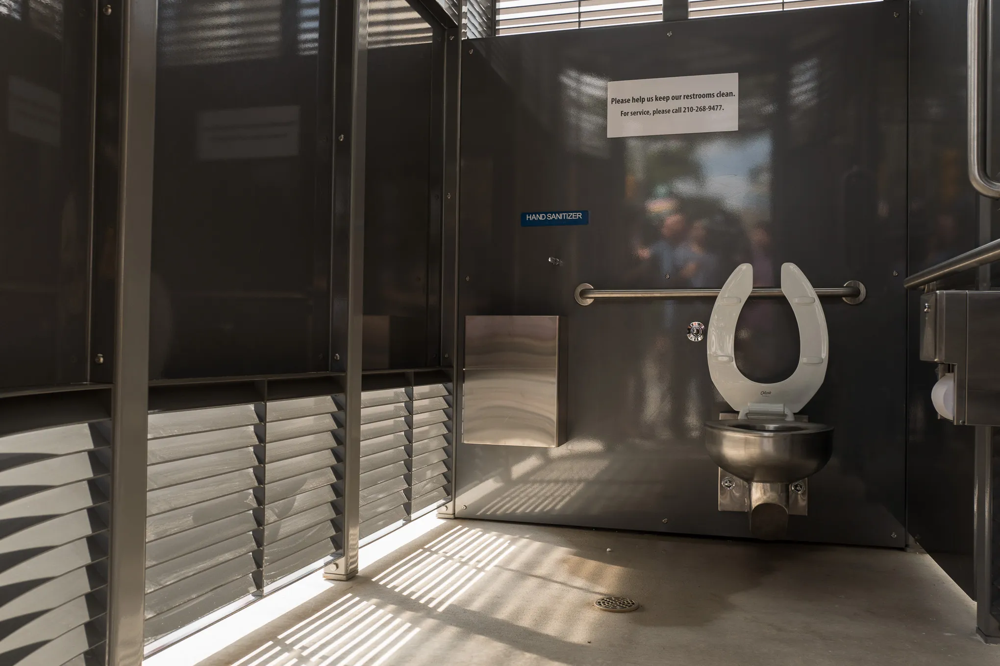 Please help us keep our restrooms clean.
For service, please call 210-268-9477.
HAND SANITIZER